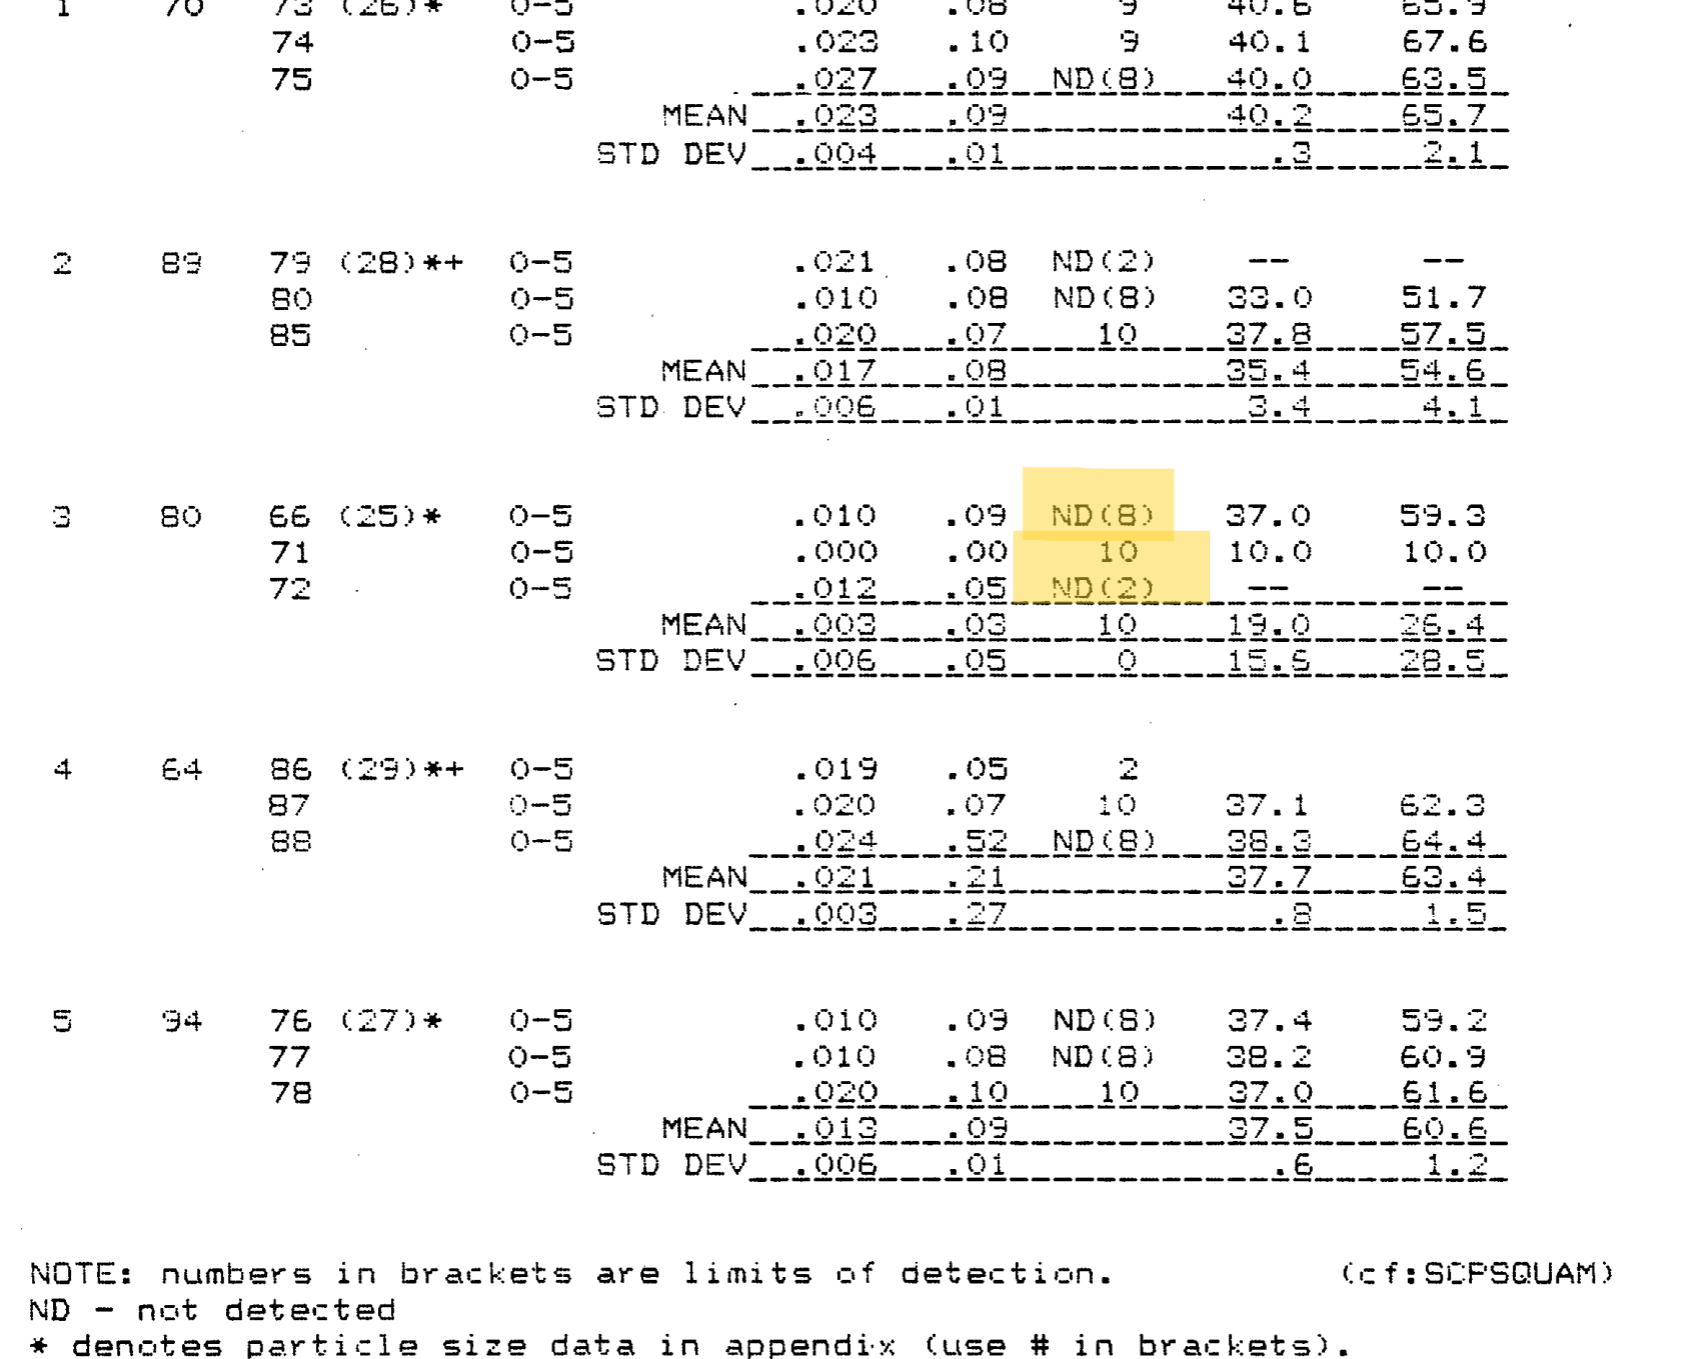 1 70 73 (26)* 0-5 .020 .08 9 40.6 65.9
74 0-5 .023 .10 9 40.1 67.6
75 0-5 .027 .09 ND(8) 40.0 63.5
MEAN .023 .09 40.2 65.7
STD DEV .004 .01 .3 2.1
2 89 79 (28)*+ 0-5 .021 .08 ND(2) -- --
80 0-5 .010 .08 ND(8) 33.0 51.7
85 0-5 .020 .07 10 37.8 57.5
MEAN .017 .08 35.4 54.6
STD DEV .006 .01 3.4 4.1
3 80 66 (25)* 0-5 .010 .09 ND(8) 37.0 59.3
71 0-5 .000 .00 10 10.0 10.0
72 0-5 .012 .05 ND(2) -- --
MEAN .003 .03 10 19.0 26.4
STD DEV .006 .05 0 15.6 28.5
4 64 86 (29)*+ 0-5 .019 .05 2
87 0-5 .020 .07 10 37.1 62.3
88 0-5 .024 .52 ND(8) 38.3 64.4
MEAN .021 .21 37.7 63.4
STD DEV .003 .27 .8 1.5
5 94 76 (27)* 0-5 .010 .09 ND(8) 37.4 59.2
77 0-5 .010 .08 ND(8) 38.2 60.9
78 0-5 .020 .10 10 37.0 61.6
MEAN .013 .09 37.5 60.6
STD DEV .006 .01 .6 1.2
NOTE: numbers in brackets are limits of detection. (cf:SCPSQUAM)
ND - not detected
* denotes particle size data in appendix (use # in brackets).